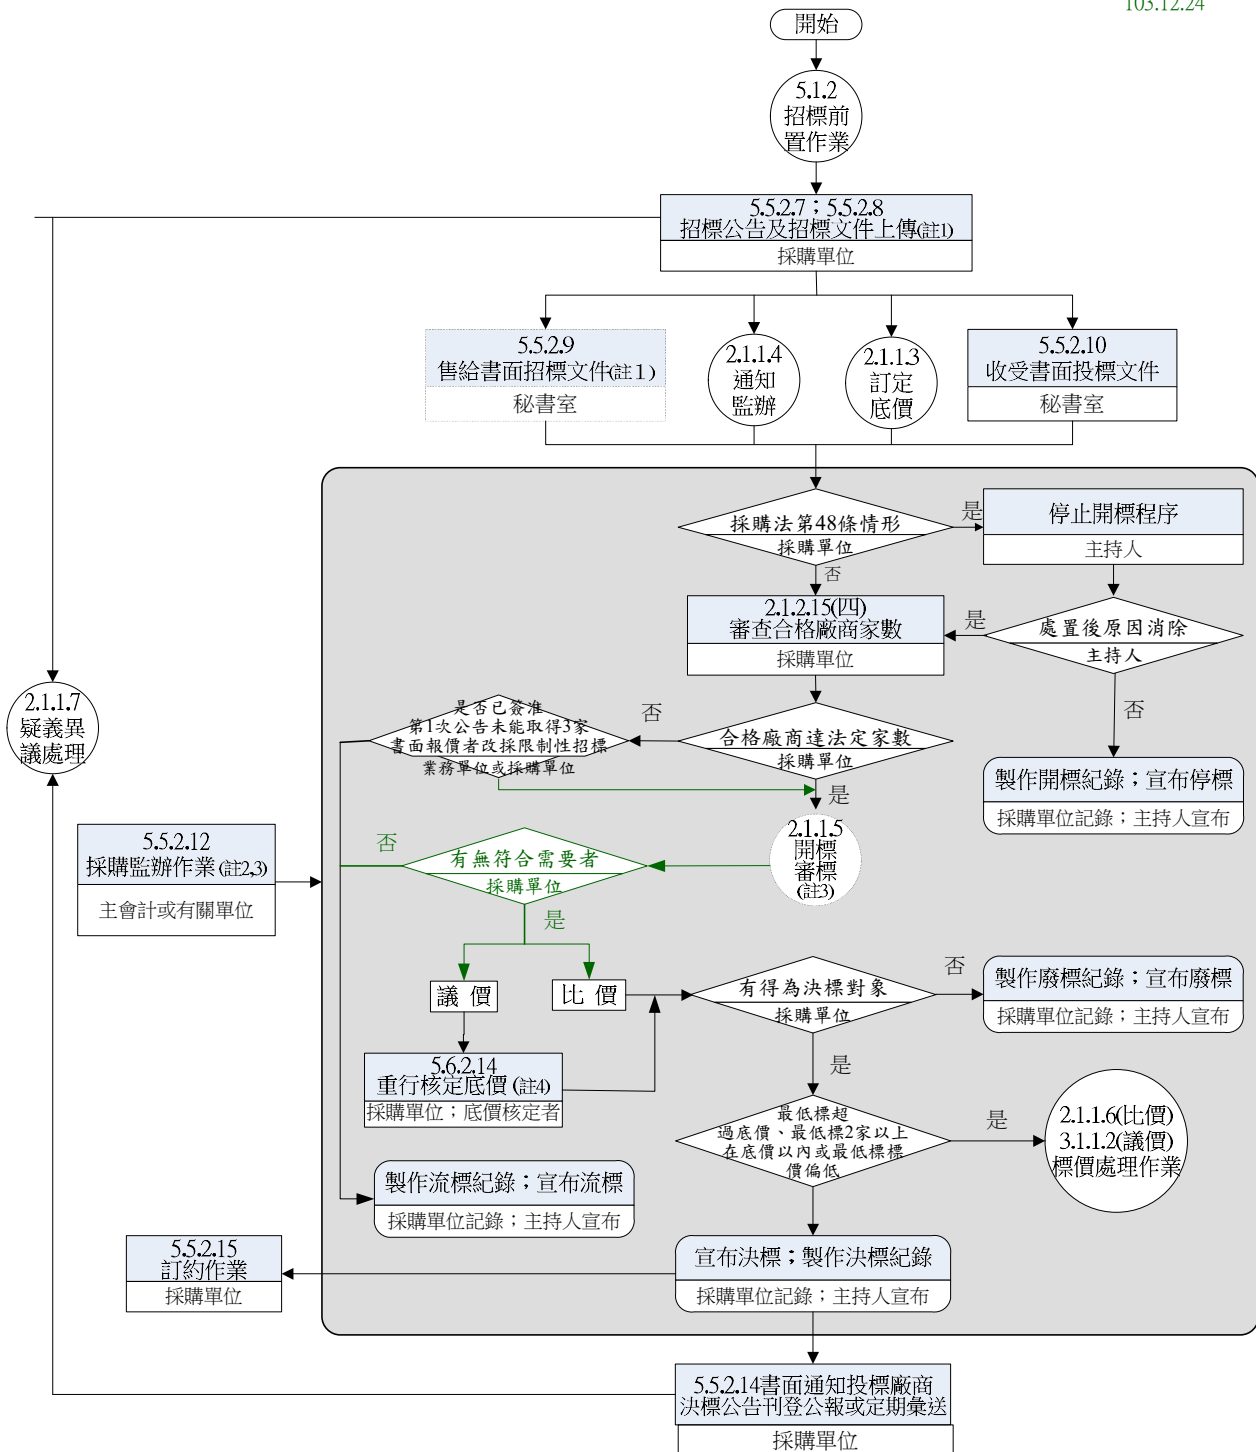 103.12.24
開始
5.1.2
招標前
置作業
5.5.2.7；5.5.2.8
招標公告及招標文件上傳(註1)
採購單位
5.5.2.9
售給書面招標文件(註１)
秘書室
2.1.1.4
通知
監辦
2.1.1.3
訂定
底價
5.5.2.10
收受書面投標文件
秘書室
採購法第48條情形
採購單位
是
停止開標程序
主持人
否
2.1.2.15(四)
審查合格廠商家數
採購單位
是
處置後原因消除
主持人
2.1.1.7
疑義異
議處理
是否已簽准
第1次公告未能取得3家
書面報價者改採限制性招標
業務單位或採購單位
否
合格廠商達法定家數
採購單位
否
製作開標紀錄；宣布停標
採購單位記錄；主持人宣布
是
5.5.2.12
採購監辦作業(註2,3)
主會計或有關單位
否
有無符合需要者
採購單位
2.1.1.5
開標
審標
(註3)
是
議 價
比 價
有得為決標對象
採購單位
否
製作廢標紀錄；宣布廢標
採購單位記錄；主持人宣布
5.6.2.14
重行核定底價(註4)
採購單位；底價核定者
是
最低標超
過底價、最低標2家以上
在底價以內或最低標標
價偏低
是
2.1.1.6(比價)
3.1.1.2(議價)
標價處理作業
製作流標紀錄；宣布流標
採購單位記錄；主持人宣布
5.5.2.15
訂約作業
採購單位
宣布決標；製作決標紀錄
採購單位記錄；主持人宣布
5.5.2.14書面通知投標廠商
決標公告刊登公報或定期彙送
採購單位